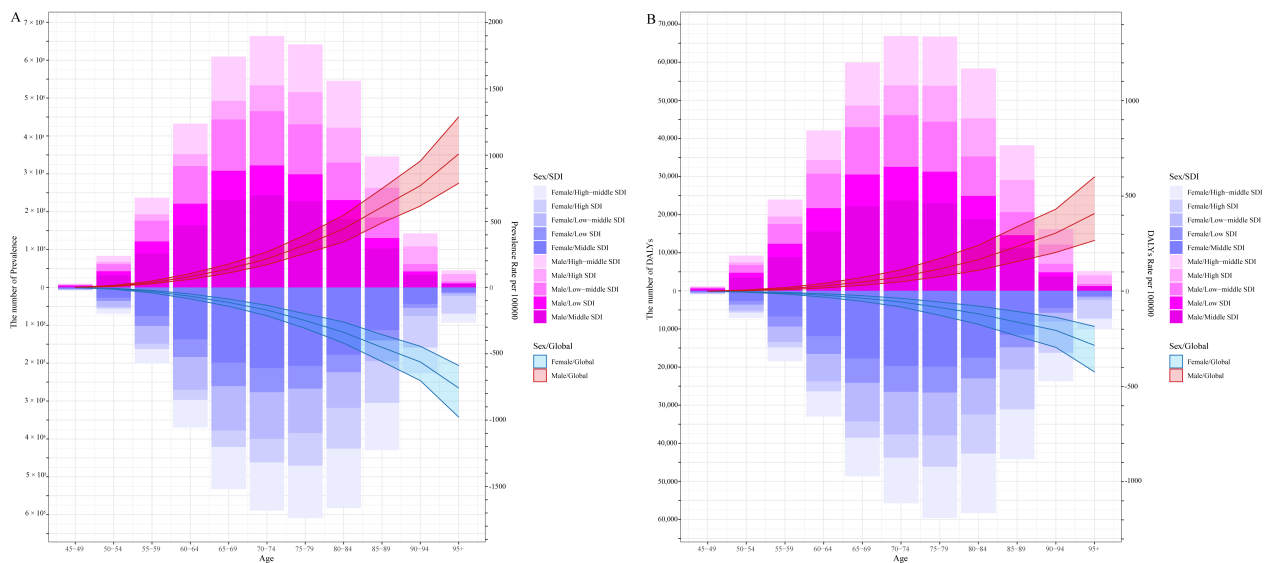 A
7 × 10⁵
6 × 10⁵
5 × 10⁵
4 × 10⁵
3 × 10⁵
2 × 10⁵
1 × 10⁵
0
1 × 10⁵
2 × 10⁵
3 × 10⁵
4 × 10⁵
5 × 10⁵
6 × 10⁵
The number of Prevalence
2000
1500
1000
500
0
-500
-1000
-1500
Prevalence Rate per 100000
45−49 50−54 55−59 60−64 65−69 70−74 75−79 80−84 85−89 90−94 95+
Age
Sex/SDI
Female/High−middle SDI
Female/High SDI
Female/Low−middle SDI
Female/Low SDI
Female/Middle SDI
Male/High−middle SDI
Male/High SDI
Male/Low−middle SDI
Male/Low SDI
Male/Middle SDI
Sex/Global
Female/Global
Male/Global
B
70,000
60,000
50,000
40,000
30,000
20,000
10,000
0
10,000
20,000
30,000
40,000
50,000
60,000
The number of DALYs
1000
500
0
-500
-1000
DALYs Rate per 100000
45−49 50−54 55−59 60−64 65−69 70−74 75−79 80−84 85−89 90−94 95+
Age
Sex/SDI
Female/High−middle SDI
Female/High SDI
Female/Low−middle SDI
Female/Low SDI
Female/Middle SDI
Male/High−middle SDI
Male/High SDI
Male/Low−middle SDI
Male/Low SDI
Male/Middle SDI
Sex/Global
Female/Global
Male/Global